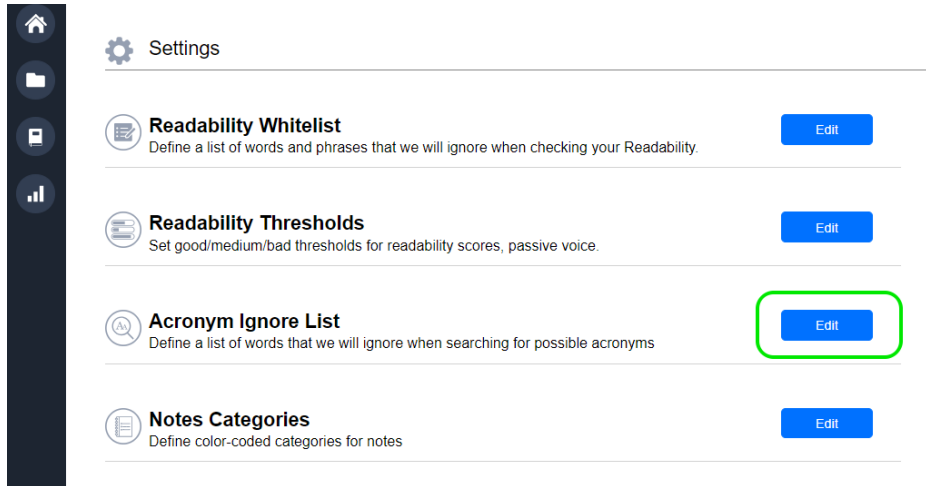 Settings
Readability Whitelist
Define a list of words and phrases that we will ignore when checking your Readability.
Edit
Readability Thresholds
Set good/medium/bad thresholds for readability scores, passive voice.
Edit
Acronym Ignore List
Define a list of words that we will ignore when searching for possible acronyms
Edit
Notes Categories
Define color-coded categories for notes
Edit